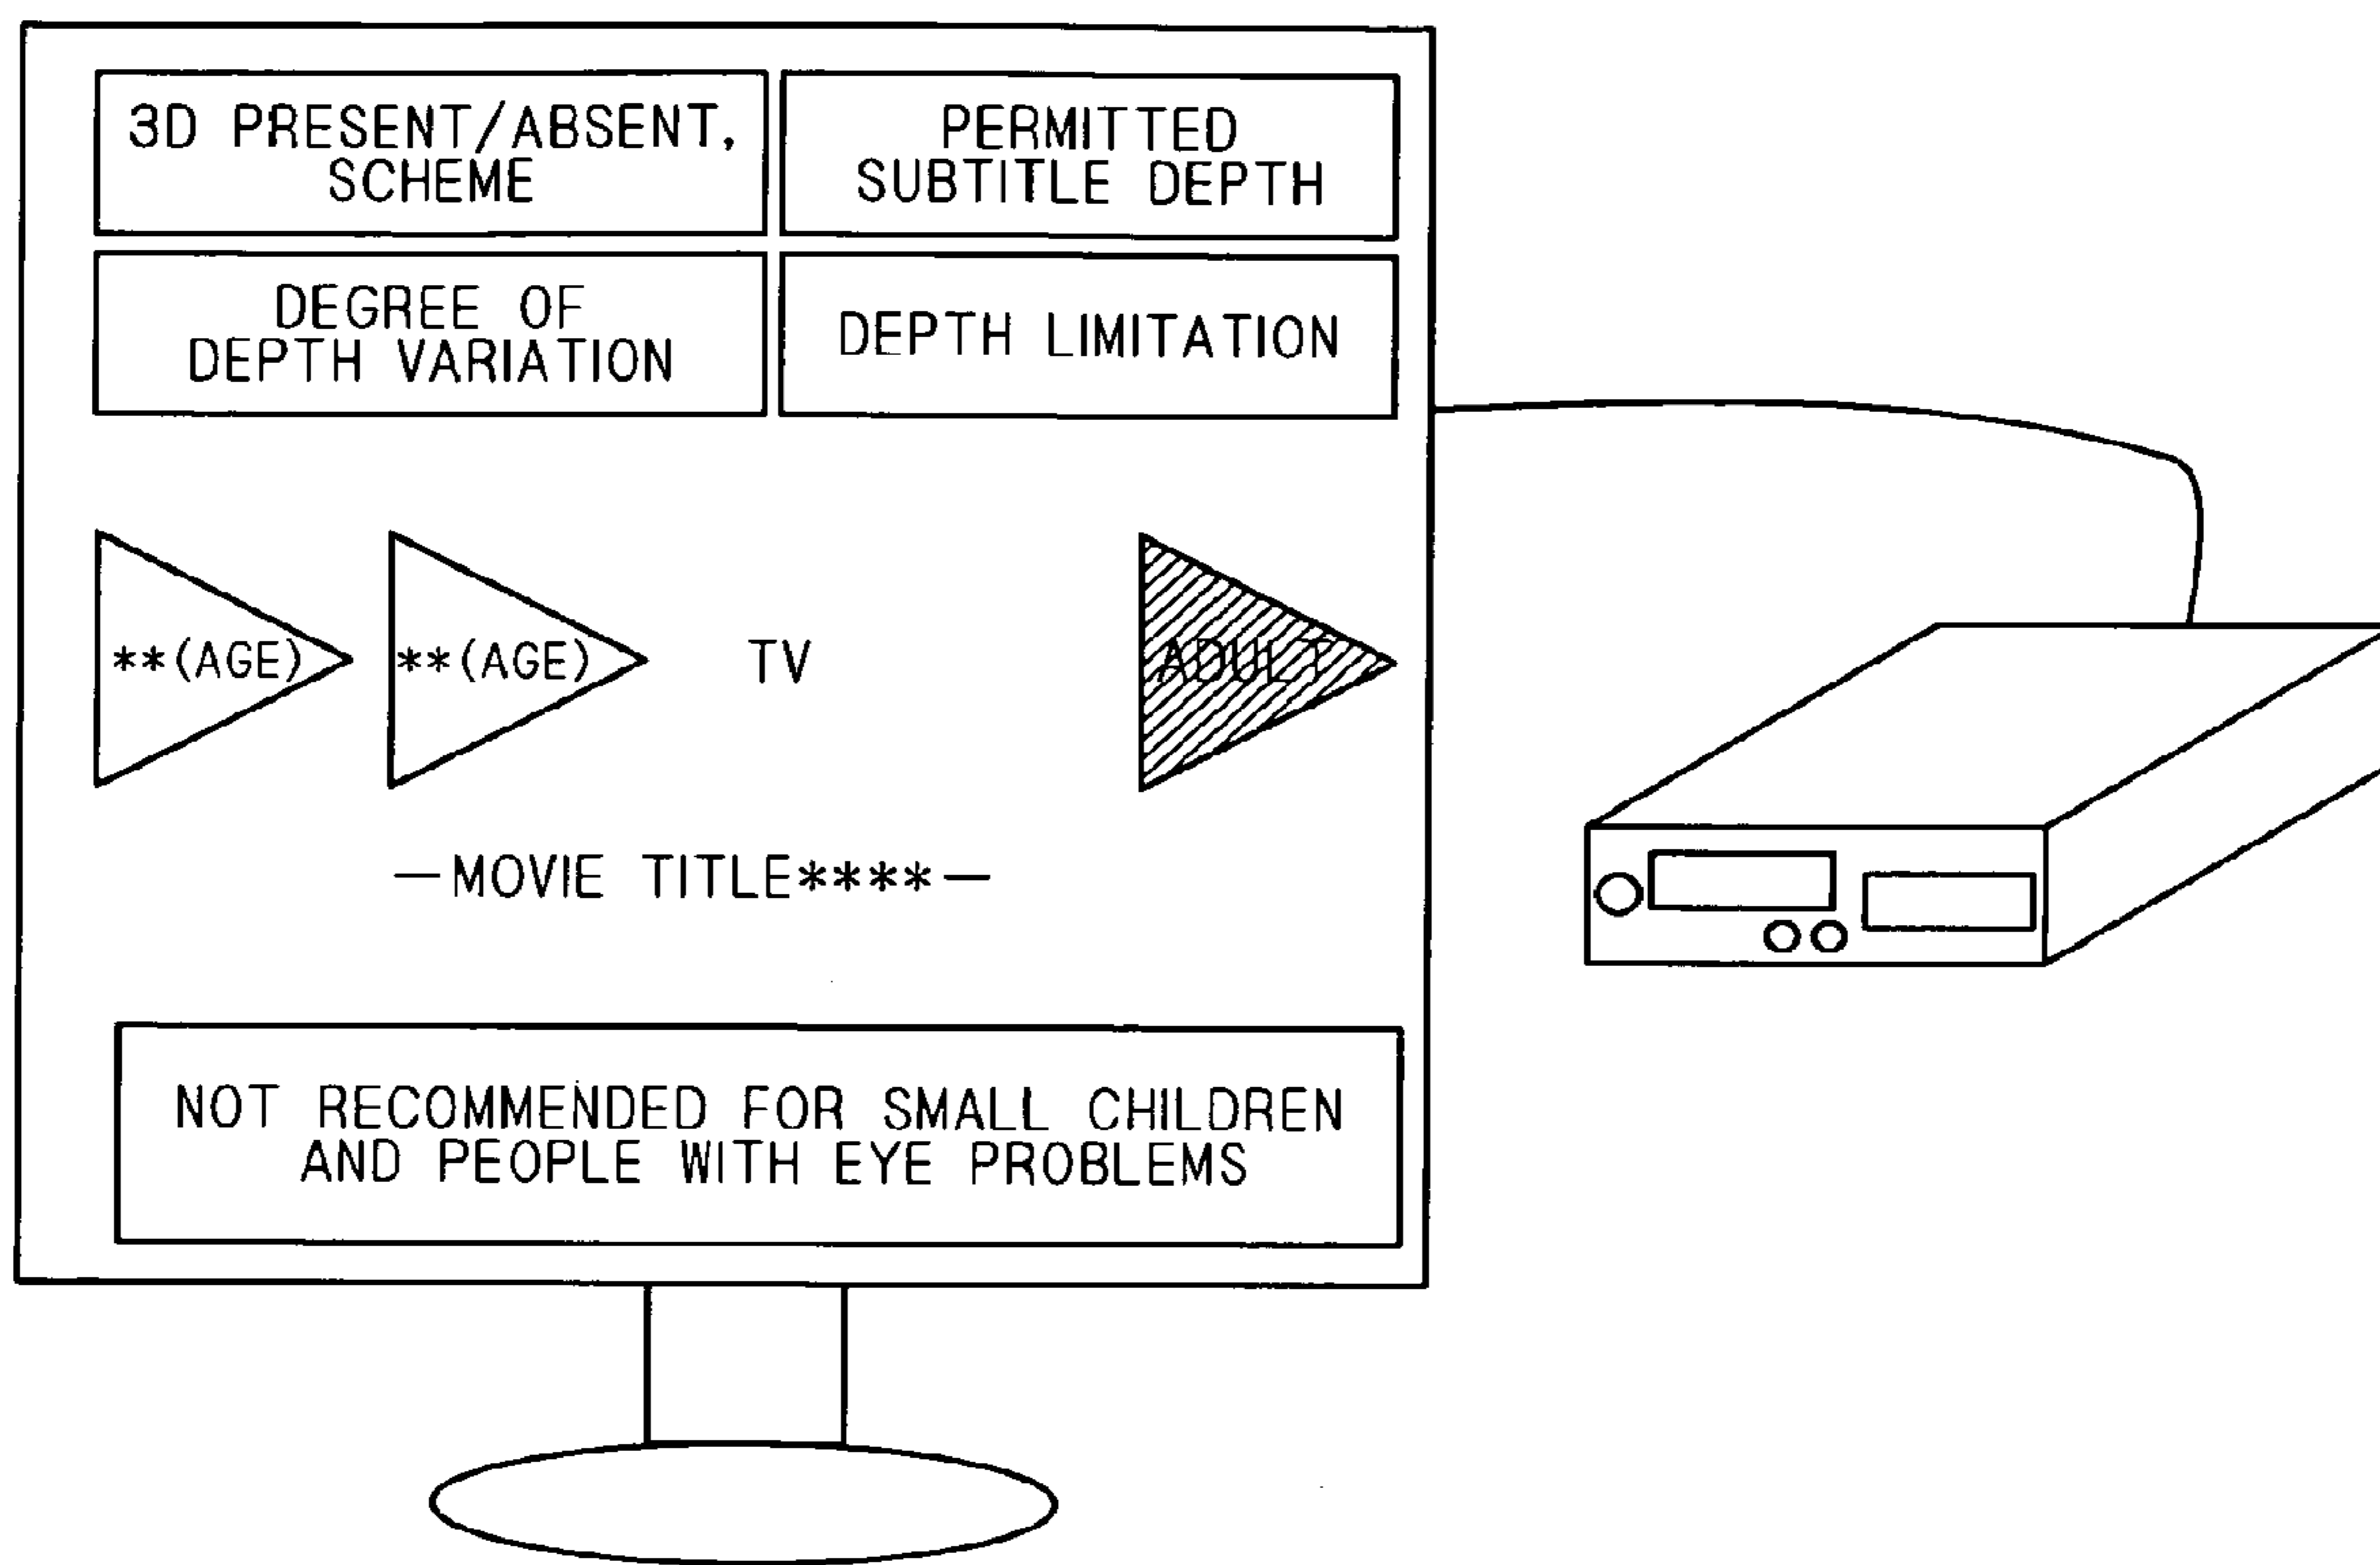 3D PRESENT/ABSENT,
SCHEME
PERMITTED
SUBTITLE DEPTH
DEGREE OF
DEPTH VARIATION
DEPTH LIMITATION
**(AGE) **(AGE) TV ADULT
—MOVIE TITLE****—
NOT RECOMMENDED FOR SMALL CHILDREN
AND PEOPLE WITH EYE PROBLEMS